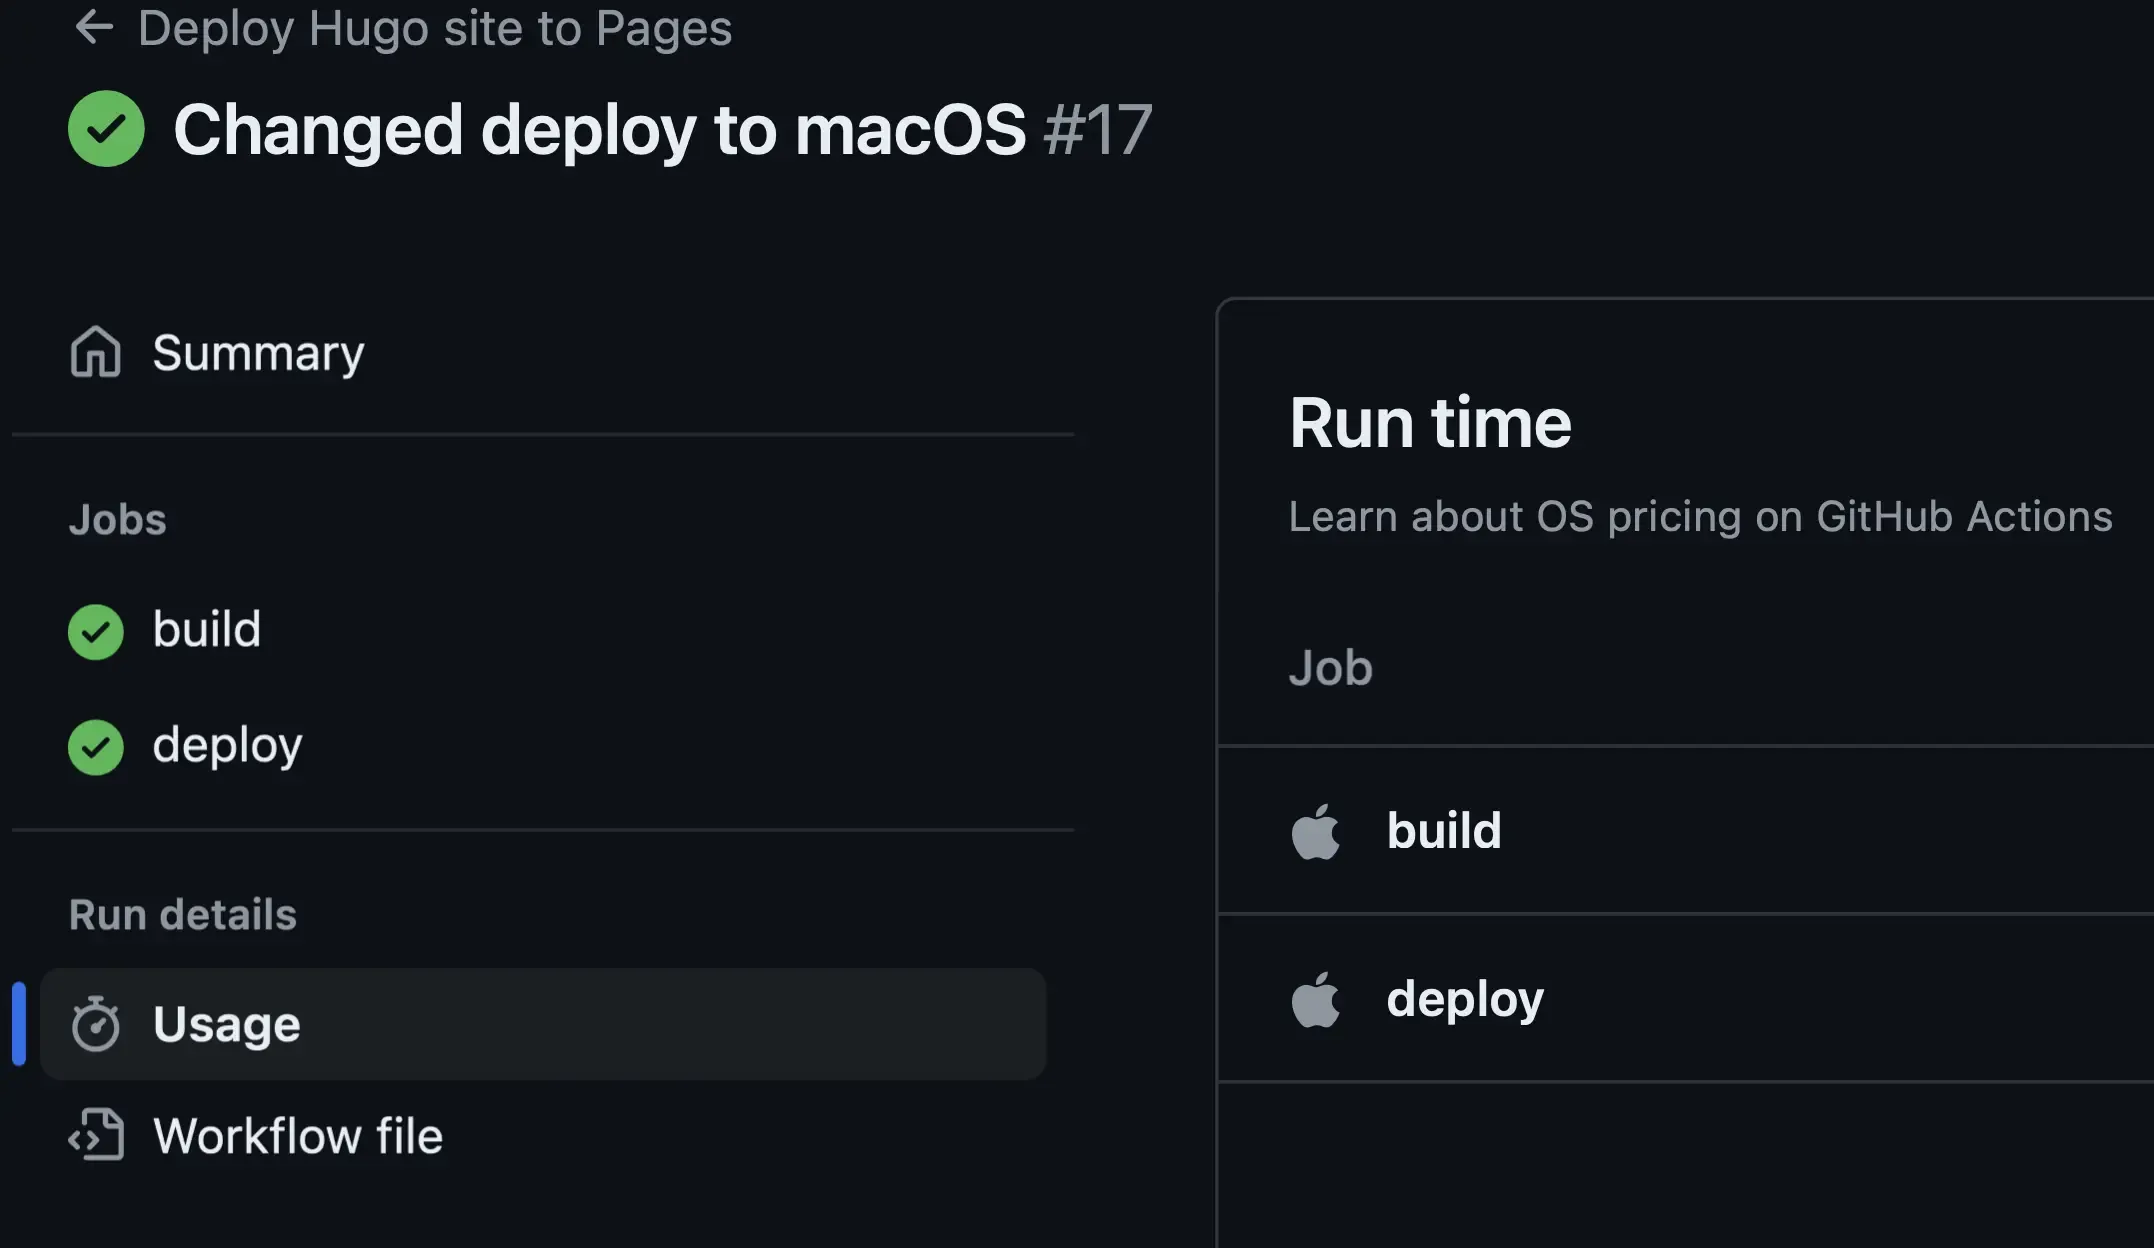 Deploy Hugo site to Pages
Changed deploy to macOS #17
Summary
Jobs
build
deploy
Run details
Usage
Workflow file
Run time
Learn about OS pricing on GitHub Actions
Job
build
deploy